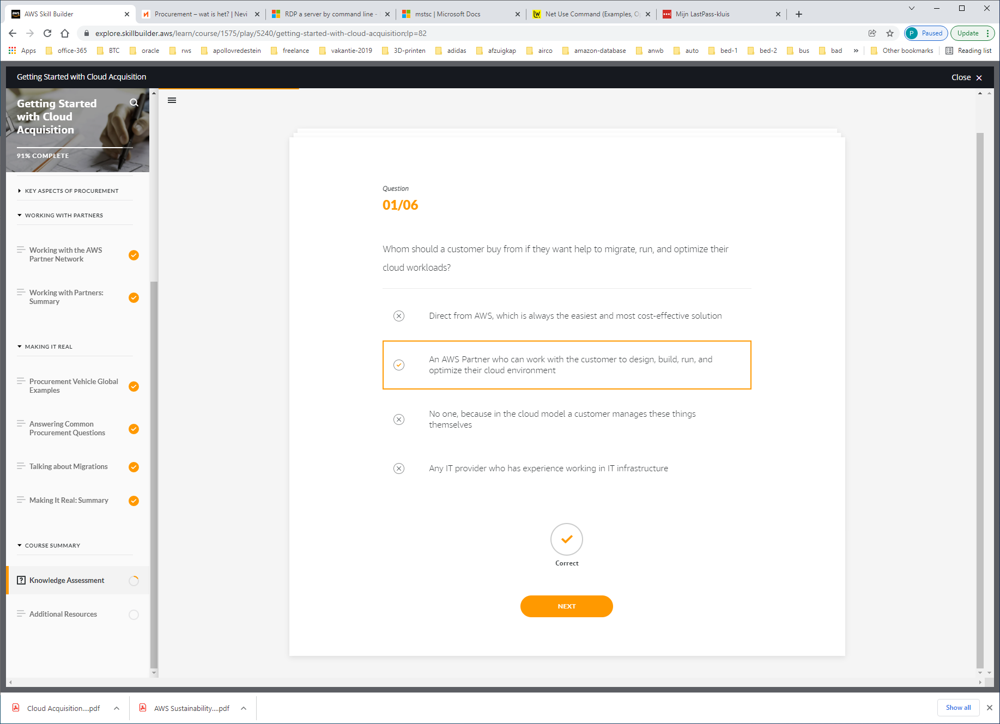 AWS Skill Builder
Procurement – wat is het? | Nevi
RDP a server by command line -
mstsc | Microsoft Docs
Net Use Command (Examples, O
Mijn LastPass-kluis
explore.skillbuilder.aws/learn/course/1575/play/5240/getting-started-with-cloud-acquisition;lp=82
P Paused
Update
Apps
office-365
BTC
oracle
rws
apollovredestein
freelance
vakantie-2019
3D-printen
adidas
afzuigkap
airco
amazon-database
anwb
auto
bed-1
bed-2
bus
bad
»
Other bookmarks
Reading list
Getting Started with Cloud Acquisition
Close
Getting Started
with Cloud
Acquisition
91% COMPLETE
KEY ASPECTS OF PROCUREMENT
WORKING WITH PARTNERS
Working with the AWS
Partner Network
Working with Partners:
Summary
MAKING IT REAL
Procurement Vehicle Global
Examples
Answering Common
Procurement Questions
Talking about Migrations
Making It Real: Summary
COURSE SUMMARY
Knowledge Assessment
Additional Resources
Question
01/06
Whom should a customer buy from if they want help to migrate, run, and optimize their
cloud workloads?
Direct from AWS, which is always the easiest and most cost-effective solution
An AWS Partner who can work with the customer to design, build, run, and
optimize their cloud environment
No one, because in the cloud model a customer manages these things
themselves
Any IT provider who has experience working in IT infrastructure
Correct
NEXT
Cloud Acquisition....pdf
AWS Sustainability....pdf
Show all